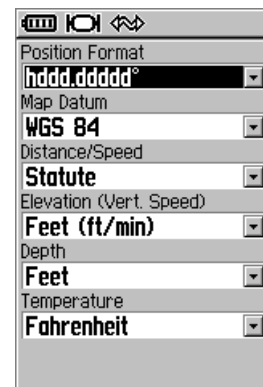 Position Format
hddd.ddddd°
Map Datum
WGS 84
Distance/Speed
Statute
Elevation (Vert. Speed)
Feet (ft/min)
Depth
Feet
Temperature
Fahrenheit